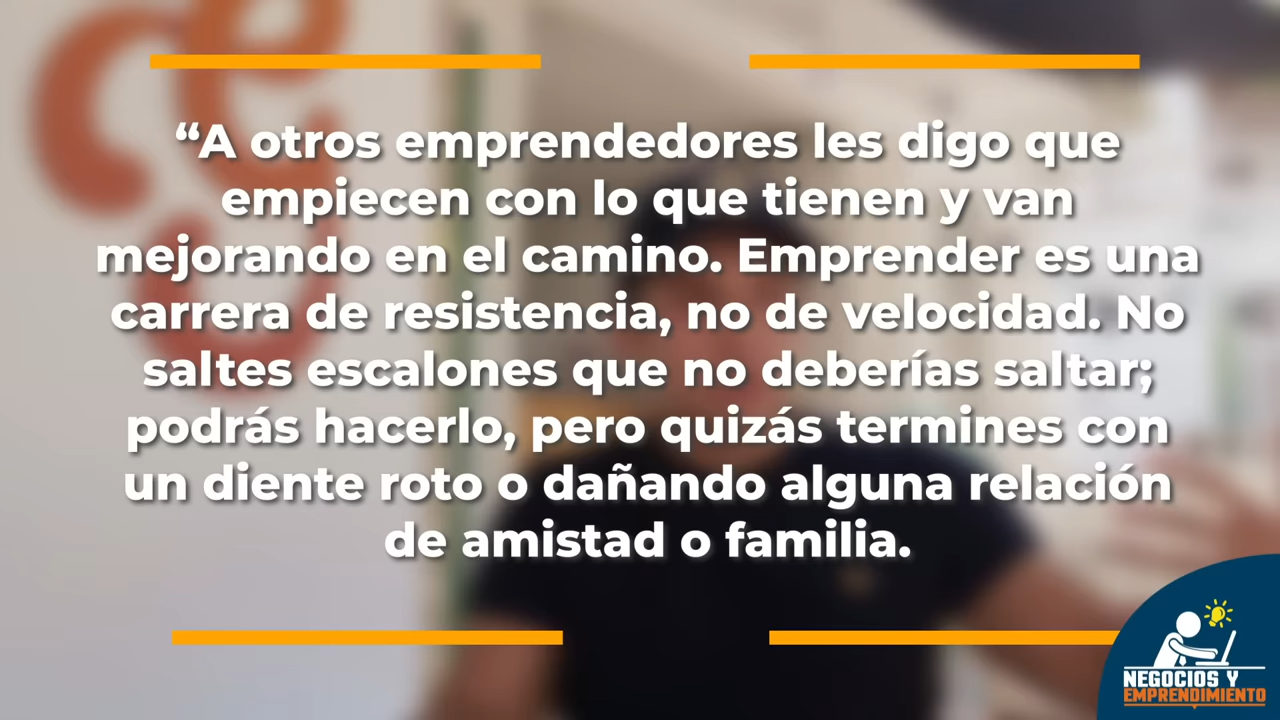 “A otros emprendedores les digo que
empiecen con lo que tienen y van
mejorando en el camino. Emprender es una
carrera de resistencia, no de velocidad. No
saltes escalones que no deberías saltar;
podrás hacerlo, pero quizás termines con
un diente roto o dañando alguna relación
de amistad o familia.
NEGOCIOS Y
EMPRENDIMIENTO